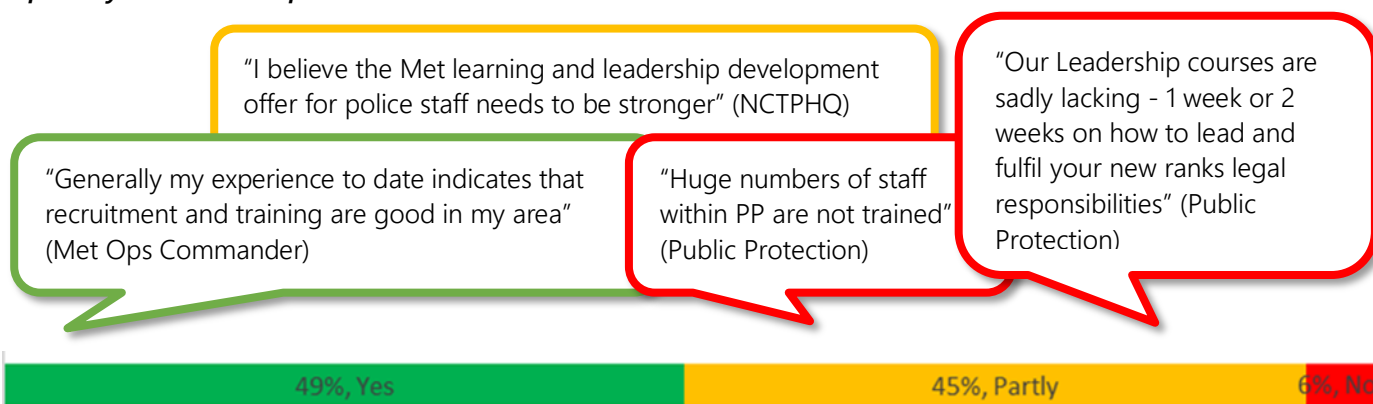 “I believe the Met learning and leadership development
offer for police staff needs to be stronger” (NCTPHQ)
“Our Leadership courses are
sadly lacking - 1 week or 2
weeks on how to lead and
fulfil your new ranks legal
responsibilities” (Public
Protection)
“Generally my experience to date indicates that
recruitment and training are good in my area”
(Met Ops Commander)
“Huge numbers of staff
within PP are not trained”
(Public Protection)
49%, Yes
45%, Partly
6%, No